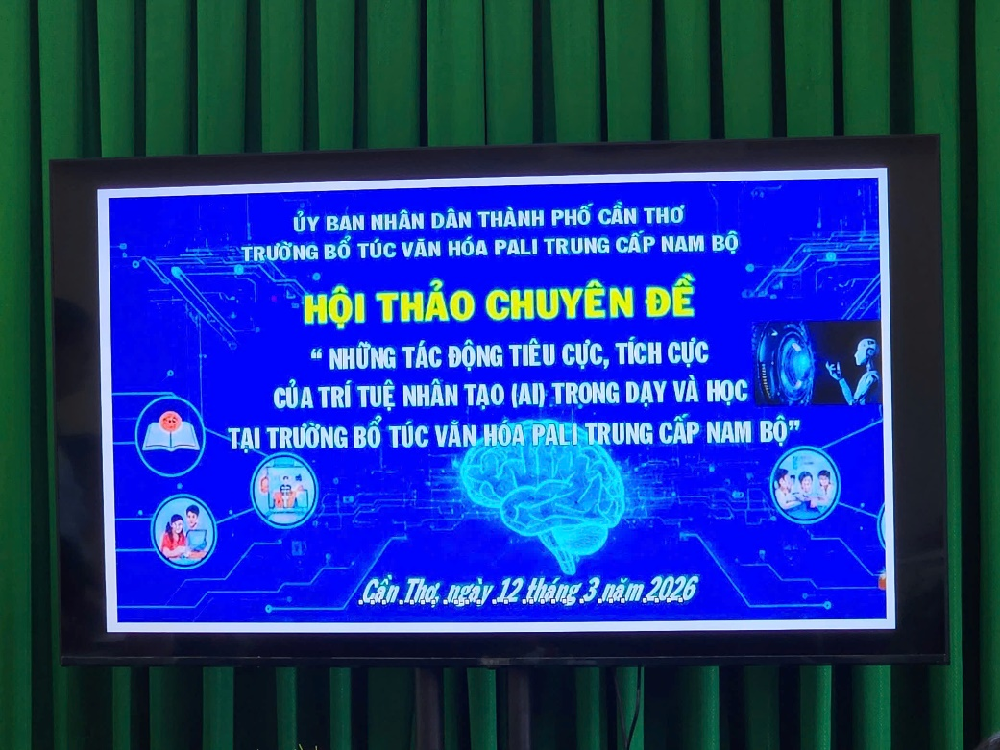 ỦY BAN NHÂN DÂN THÀNH PHỐ CẦN THƠ
TRƯỜNG BỔ TÚC VĂN HÓA PALI TRUNG CẤP NAM BỘ
HỘI THẢO CHUYÊN ĐỀ
“ NHỮNG TÁC ĐỘNG TIÊU CỰC, TÍCH CỰC
CỦA TRÍ TUỆ NHÂN TẠO (AI) TRONG DẠY VÀ HỌC
TẠI TRƯỜNG BỔ TÚC VĂN HÓA PALI TRUNG CẤP NAM BỘ”
Cần Thơ, ngày 12 tháng 3 năm 2026